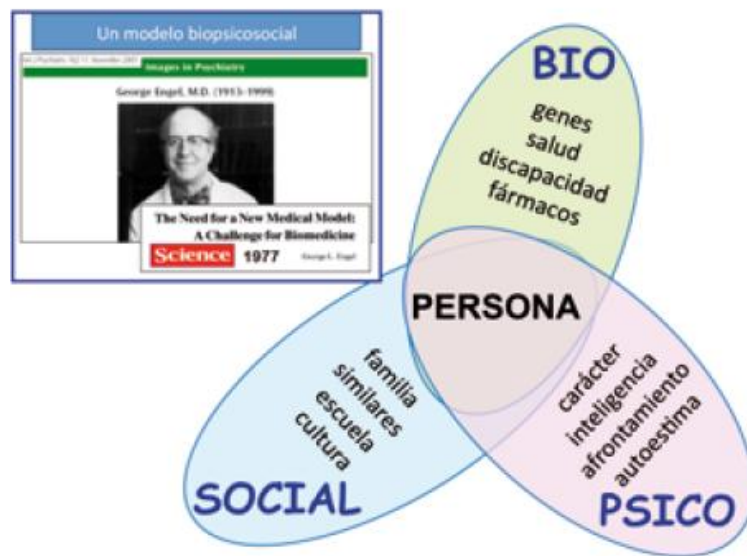 Un modelo biopsicosocial
Images in Psychiatry
George Engel, M.D. (1913–1999)
The Need for a New Medical Model:
A Challenge for Biomedicine
Science 1977 George L. Engel
BIO
genes
salud
discapacidad
fármacos
PERSONA
familia
similares
escuela
cultura
SOCIAL
carácter
inteligencia
afrontamiento
autoestima
PSICO